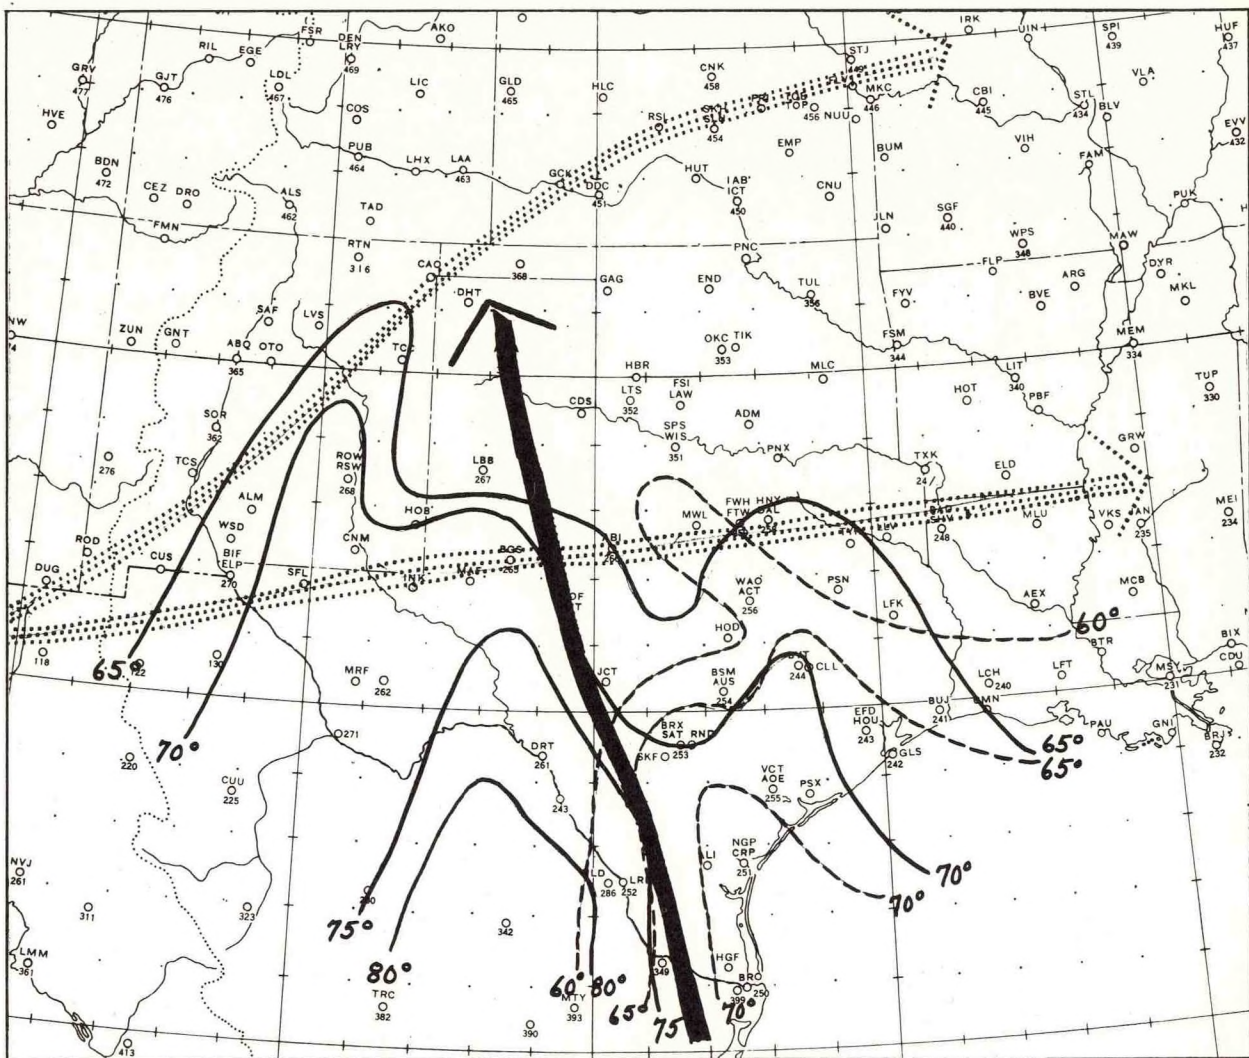 IRK
SPI
439
HUF
437
UIN
AKO
FSR
DEN
LRY
469
RIL
EGE
STJ
449
GRV
477
GJT
476
LDL
467
LIC
GLD
465
HLC
CNK
458
MKC
446
CBI
445
STL
434
BLV
VLA
HVE
COS
RSL
SLN
454
456
NUU
EVV
432
PUB
464
LHX
LAA
463
EMP
BUM
VIH
FAM
BDN
472
GCK
DDC
451
HUT
IAB
ICT
450
CNU
CEZ
DRO
ALS
462
TAD
SGF
440
PUK
FMN
JLN
WPS
348
MAW
RTN
316
CAO
368
PNC
FLP
DYR
DHT
GAG
END
TUL
356
FYV
BVE
ARG
MKL
SAF
LVS
ZUN
GNT
ABQ
365
OTO
TCC
OKC
353
TIK
FSM
344
MEM
334
HBR
MLC
LIT
340
TUP
330
LTS
352
FSI
LAW
CDS
HOT
PBF
SOR
362
ADM
276
TCS
ROW
RSW
268
LBB
267
SPS
WIS
351
PNX
TXK
24
ELD
GRW
ALM
HOB
MWL
FWH
FTW
HNX
DAL
258
MLU
VKS
MEI
234
WSD
CNM
248
235
ROD
CUS
BIF
ELP
270
SFL
INK
MAF
BGS
265
ABI
266
DUG
WAC
ACT
256
PSN
AEX
MCB
LFK
HOD
60°
BTR
BIX
CDU
118
65°
122
130
MRF
262
JCT
BSM
AUS
254
244
CLL
LCH
240
LFT
MSY
231
BUJ
241
EFD
HOU
243
BRX
SAT
253
RND
SKF
PAU
GNI
BRJ
232
70°
271
DRT
261
GLS
242
65°
65°
220
CUU
225
VCT
AOE
255
PSX
243
NGP
CRP
251
ALI
NVJ
261
LD
286
LRD
252
70°
70°
311
323
75°
342
LMM
361
80°
60°
80°
349
HGF
BRO
250
399
TRC
382
MTY
393
65°
75
70°
390
413